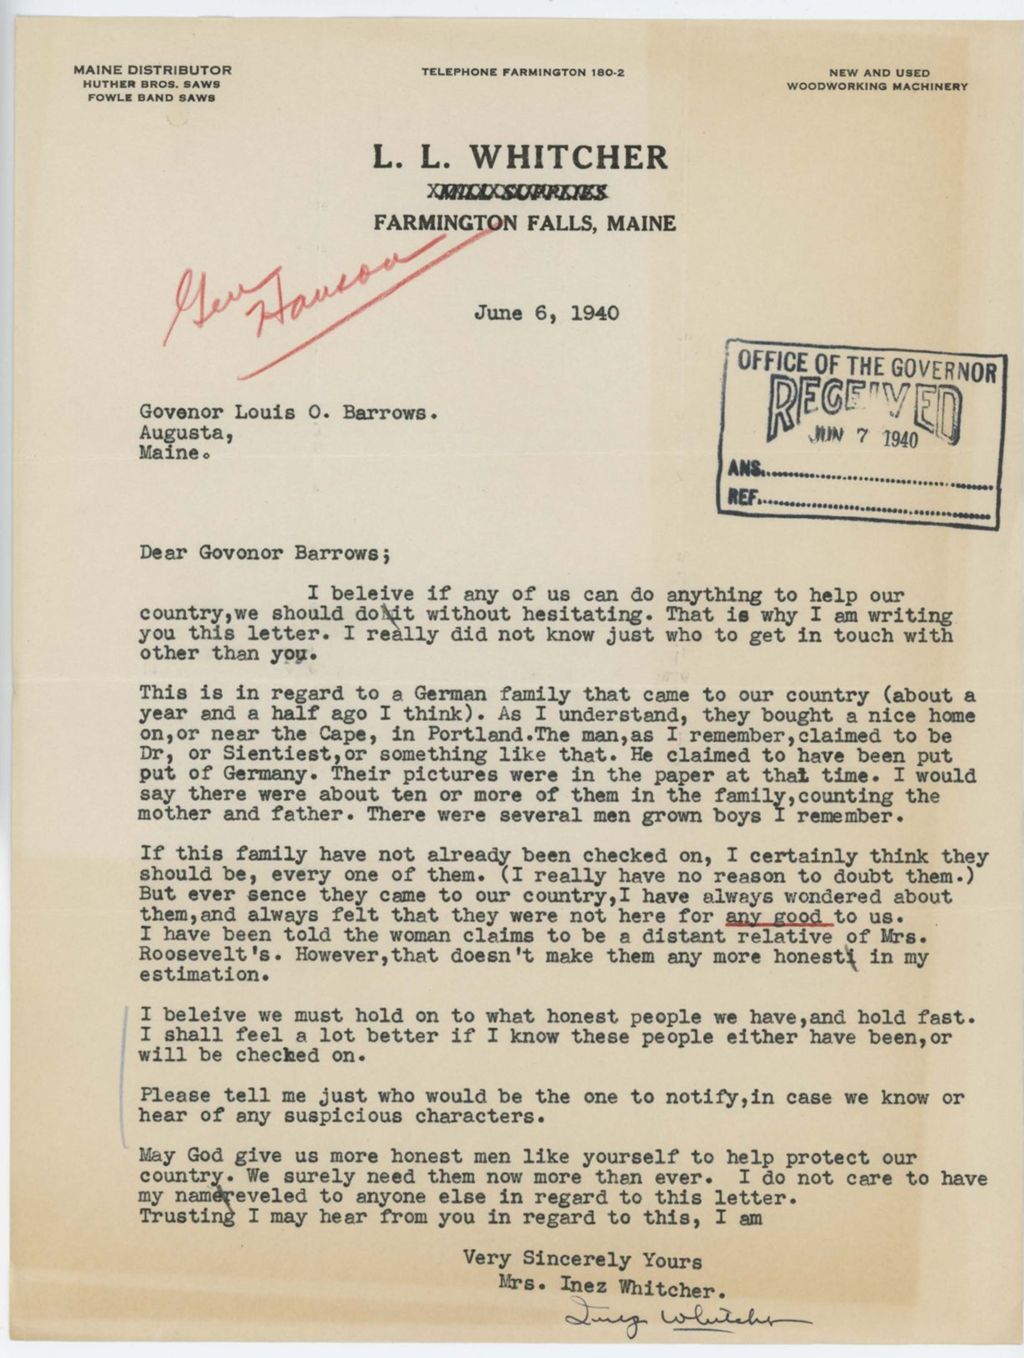 MAINE DISTRIBUTOR
HUTHER BROS. SAWS
FOWLE BAND SAWS
TELEPHONE FARMINGTON 180-2
NEW AND USED
WOODWORKING MACHINERY
L. L. WHITCHER
MILL SUPPLIES
FARMINGTON FALLS, MAINE
Gen Hanson
June 6, 1940
OFFICE OF THE GOVERNOR
RECEIVED
JUN 7 1940
ANS.
REF.
Govenor Louis O. Barrows.
Augusta,
Maine.
Dear Govonor Barrows;
I beleive if any of us can do anything to help our
country,we should do it without hesitating. That is why I am writing
you this letter. I really did not know just who to get in touch with
other than you.
This is in regard to a German family that came to our country (about a
year and a half ago I think). As I understand, they bought a nice home
on,or near the Cape, in Portland.The man,as I remember,claimed to be
Dr, or Sientiest,or something like that. He claimed to have been put
put of Germany. Their pictures were in the paper at that time. I would
say there were about ten or more of them in the family,counting the
mother and father. There were several men grown boys I remember.
If this family have not already been checked on, I certainly think they
should be, every one of them. (I really have no reason to doubt them.)
But ever sence they came to our country,I have always wondered about
them,and always felt that they were not here for any good to us.
I have been told the woman claims to be a distant relative of Mrs.
Roosevelt's. However,that doesn't make them any more honest in my
estimation.
I beleive we must hold on to what honest people we have,and hold fast.
I shall feel a lot better if I know these people either have been,or
will be checked on.
Please tell me just who would be the one to notify,in case we know or
hear of any suspicious characters.
May God give us more honest men like yourself to help protect our
country. We surely need them now more than ever. I do not care to have
my name reveled to anyone else in regard to this letter.
Trusting I may hear from you in regard to this, I am
Very Sincerely Yours
Mrs. Inez Whitcher.
Inez Whitcher